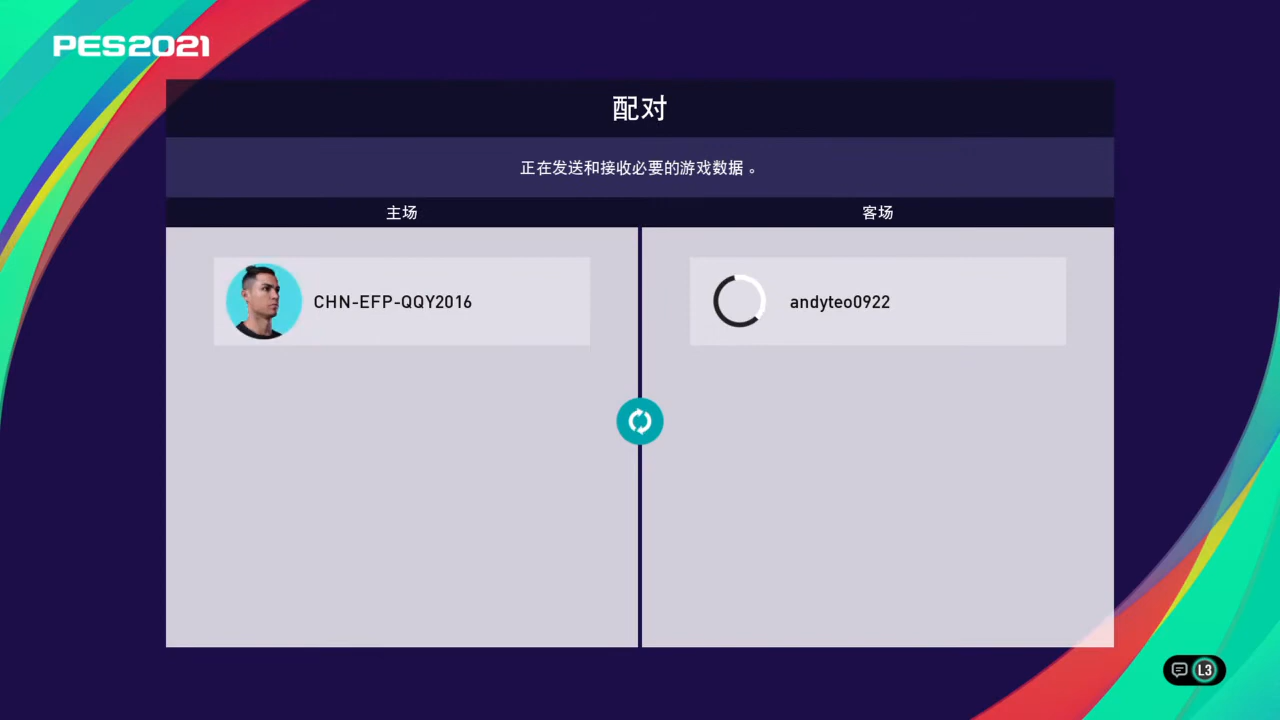 PES2021
配对
正在发送和接收必要的游戏数据。
主场
客场
CHN-EFP-QQY2016
andyteo0922
L3